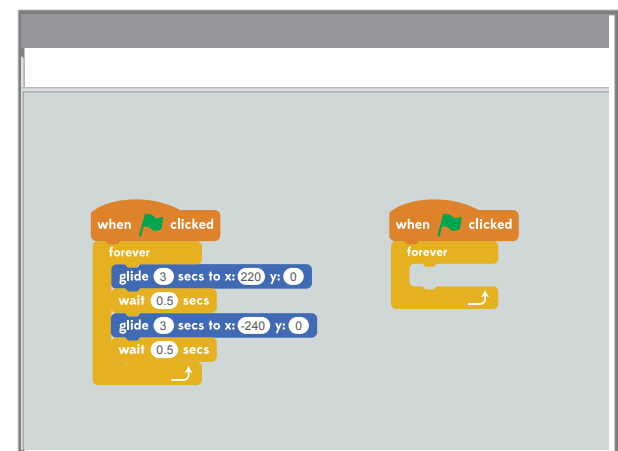 when clicked
forever
glide 3 secs to x: 220 y: 0
wait 0.5 secs
glide 3 secs to x: -240 y: 0
wait 0.5 secs
when clicked
forever